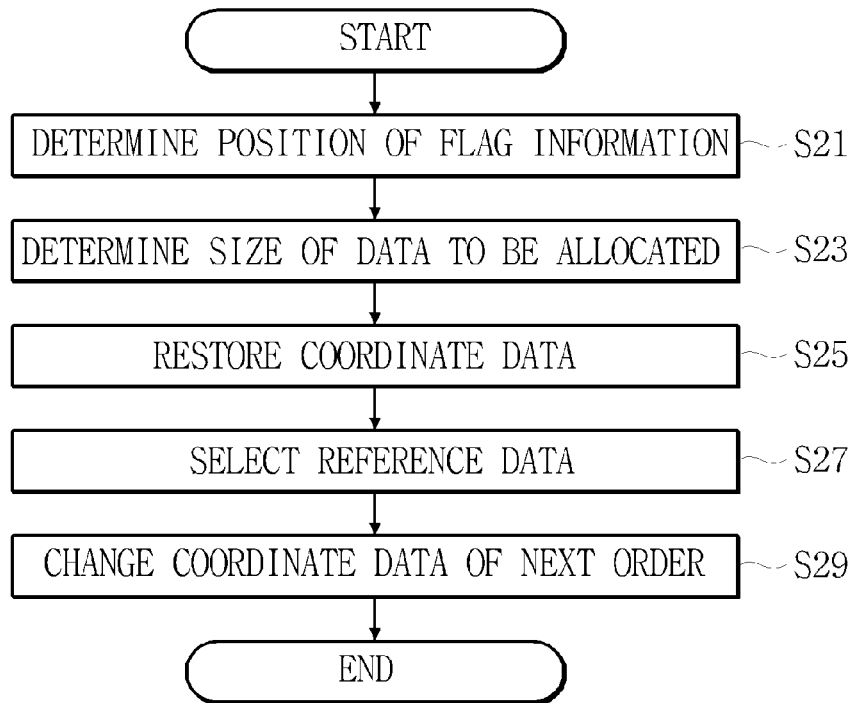 START
DETERMINE POSITION OF FLAG INFORMATION S21
DETERMINE SIZE OF DATA TO BE ALLOCATED S23
RESTORE COORDINATE DATA S25
SELECT REFERENCE DATA S27
CHANGE COORDINATE DATA OF NEXT ORDER S29
END